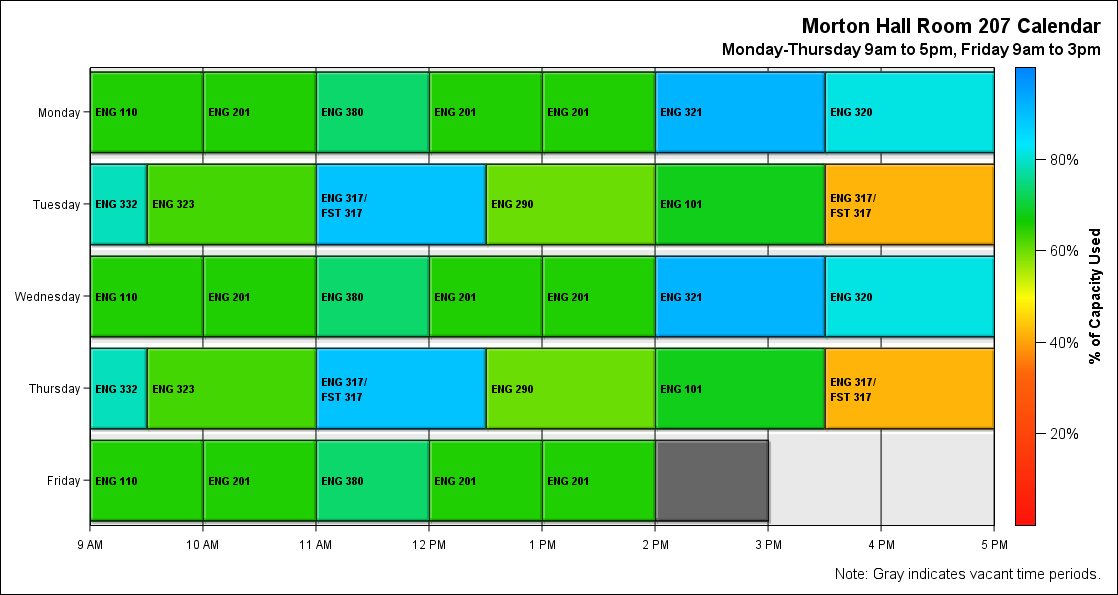 Morton Hall Room 207 Calendar
Monday-Thursday 9am to 5pm, Friday 9am to 3pm
Monday
ENG 110
ENG 201
ENG 380
ENG 201
ENG 201
ENG 321
ENG 320
Tuesday
ENG 332
ENG 323
ENG 317/
FST 317
ENG 290
ENG 101
ENG 317/
FST 317
Wednesday
ENG 110
ENG 201
ENG 380
ENG 201
ENG 201
ENG 321
ENG 320
Thursday
ENG 332
ENG 323
ENG 317/
FST 317
ENG 290
ENG 101
ENG 317/
FST 317
Friday
ENG 110
ENG 201
ENG 380
ENG 201
ENG 201
9 AM
10 AM
11 AM
12 PM
1 PM
2 PM
3 PM
4 PM
5 PM
80%
60%
40%
20%
% of Capacity Used
Note: Gray indicates vacant time periods.